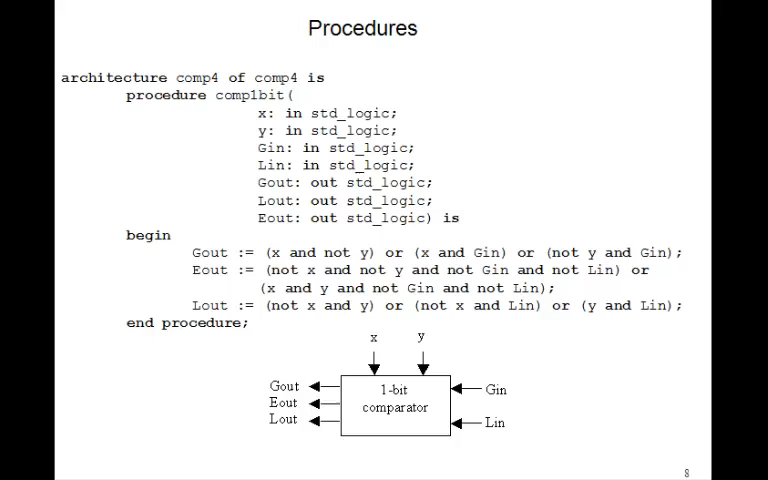 Procedures
architecture comp4 of comp4 is
procedure comp1bit(
x: in std_logic;
y: in std_logic;
Gin: in std_logic;
Lin: in std_logic;
Gout: out std_logic;
Lout: out std_logic;
Eout: out std_logic) is
begin
Gout := (x and not y) or (x and Gin) or (not y and Gin);
Eout := (not x and not y and not Gin and not Lin) or
(x and y and not Gin and not Lin);
Lout := (not x and y) or (not x and Lin) or (y and Lin);
end procedure;
x y
Gout 1-bit Gin
Eout comparator
Lout Lin
8